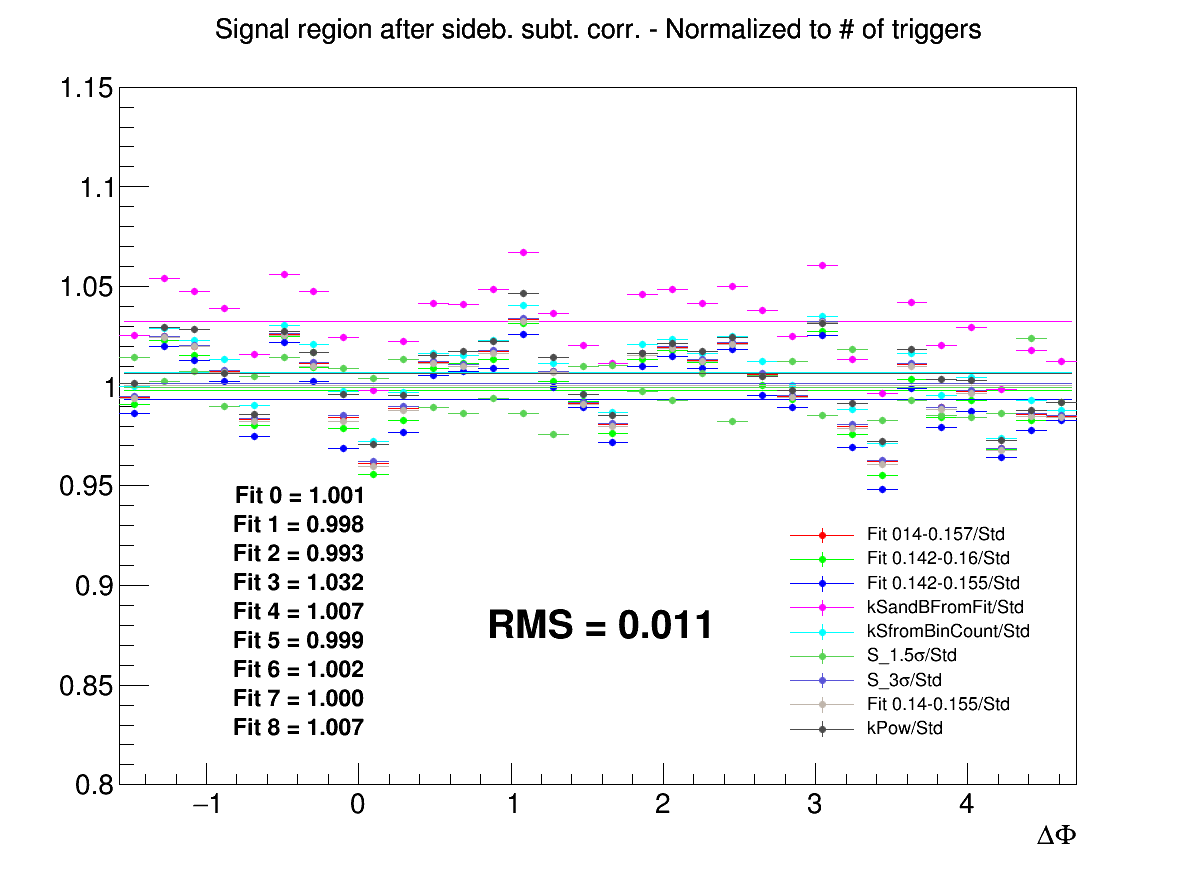 Signal region after sideb. subt. corr. - Normalized to # of triggers
1.15
1.1
1.05
1
0.95
0.9
0.85
0.8
Fit 0 = 1.001
Fit 1 = 0.998
Fit 2 = 0.993
Fit 3 = 1.032
Fit 4 = 1.007
Fit 5 = 0.999
Fit 6 = 1.002
Fit 7 = 1.000
Fit 8 = 1.007
RMS = 0.011
Fit 014-0.157/Std
Fit 0.142-0.16/Std
Fit 0.142-0.155/Std
kSandBFromFit/Std
kSfromBinCount/Std
S_1.5σ/Std
S_3σ/Std
Fit 0.14-0.155/Std
kPow/Std
−1 0 1 2 3 4
ΔΦ